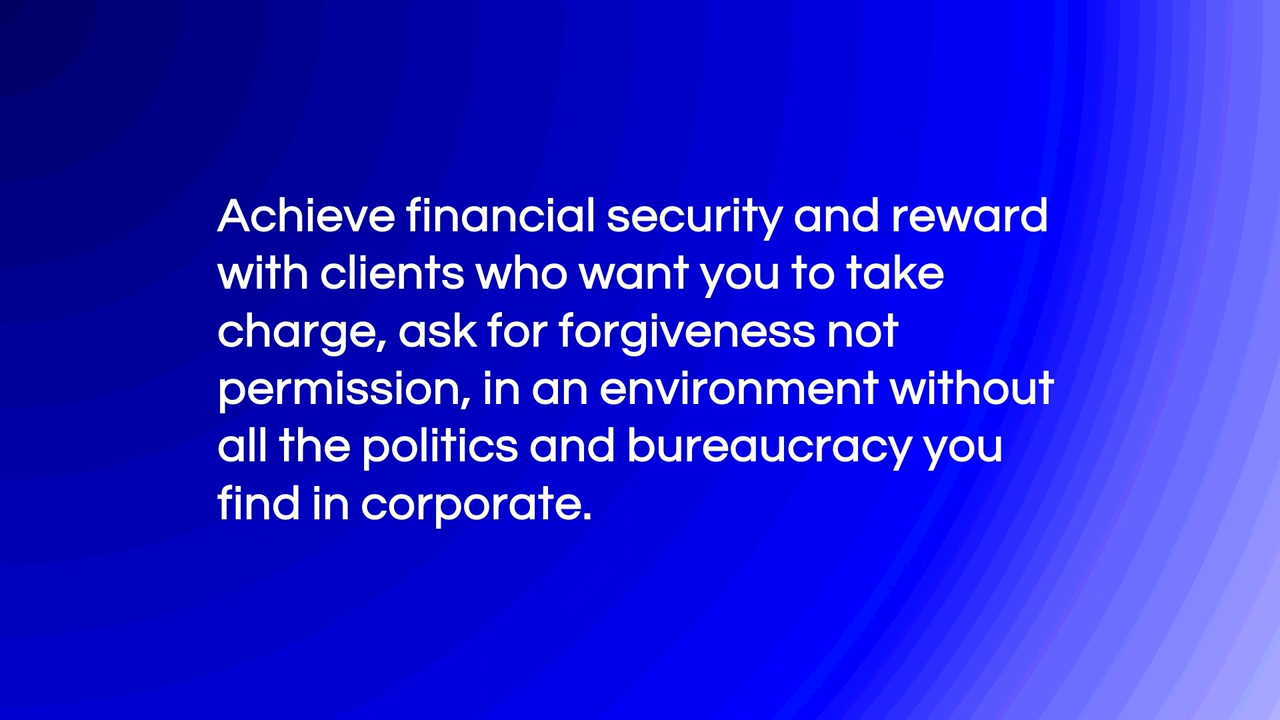 Achieve financial security and reward
with clients who want you to take
charge, ask for forgiveness not
permission, in an environment without
all the politics and bureaucracy you
find in corporate.